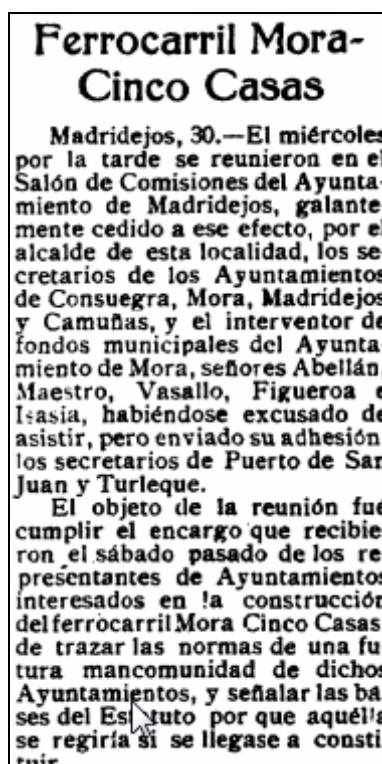 Ferrocarril Mora-
Cinco Casas
Madridejos, 30.—El miércoles
por la tarde se reunieron en el
Salón de Comisiones del Ayunta-
miento de Madridejos, galante-
mente cedido a ese efecto, por el
alcalde de esta localidad, los se-
cretarios de los Ayuntamientos
de Consuegra, Mora, Madridejos
y Camuñas, y el interventor de
fondos municipales del Ayunta-
miento de Mora, señores Abellán,
Maestro, Vasallo, Figueroa e
Isasia, habiéndose excusado de
asistir, pero enviado su adhesión,
los secretarios de Puerto de San
Juan y Turleque.
El objeto de la reunión fué
cumplir el encargo que recibie-
ron el sábado pasado de los re-
presentantes de Ayuntamientos
interesados en la construcción
del ferrocarril Mora Cinco Casas,
de trazar las normas de una fu-
tura mancomunidad de dichos
Ayuntamientos, y señalar las ba-
ses del Estatuto por que aquélla
se regiría si se llegase a consti-
tuir